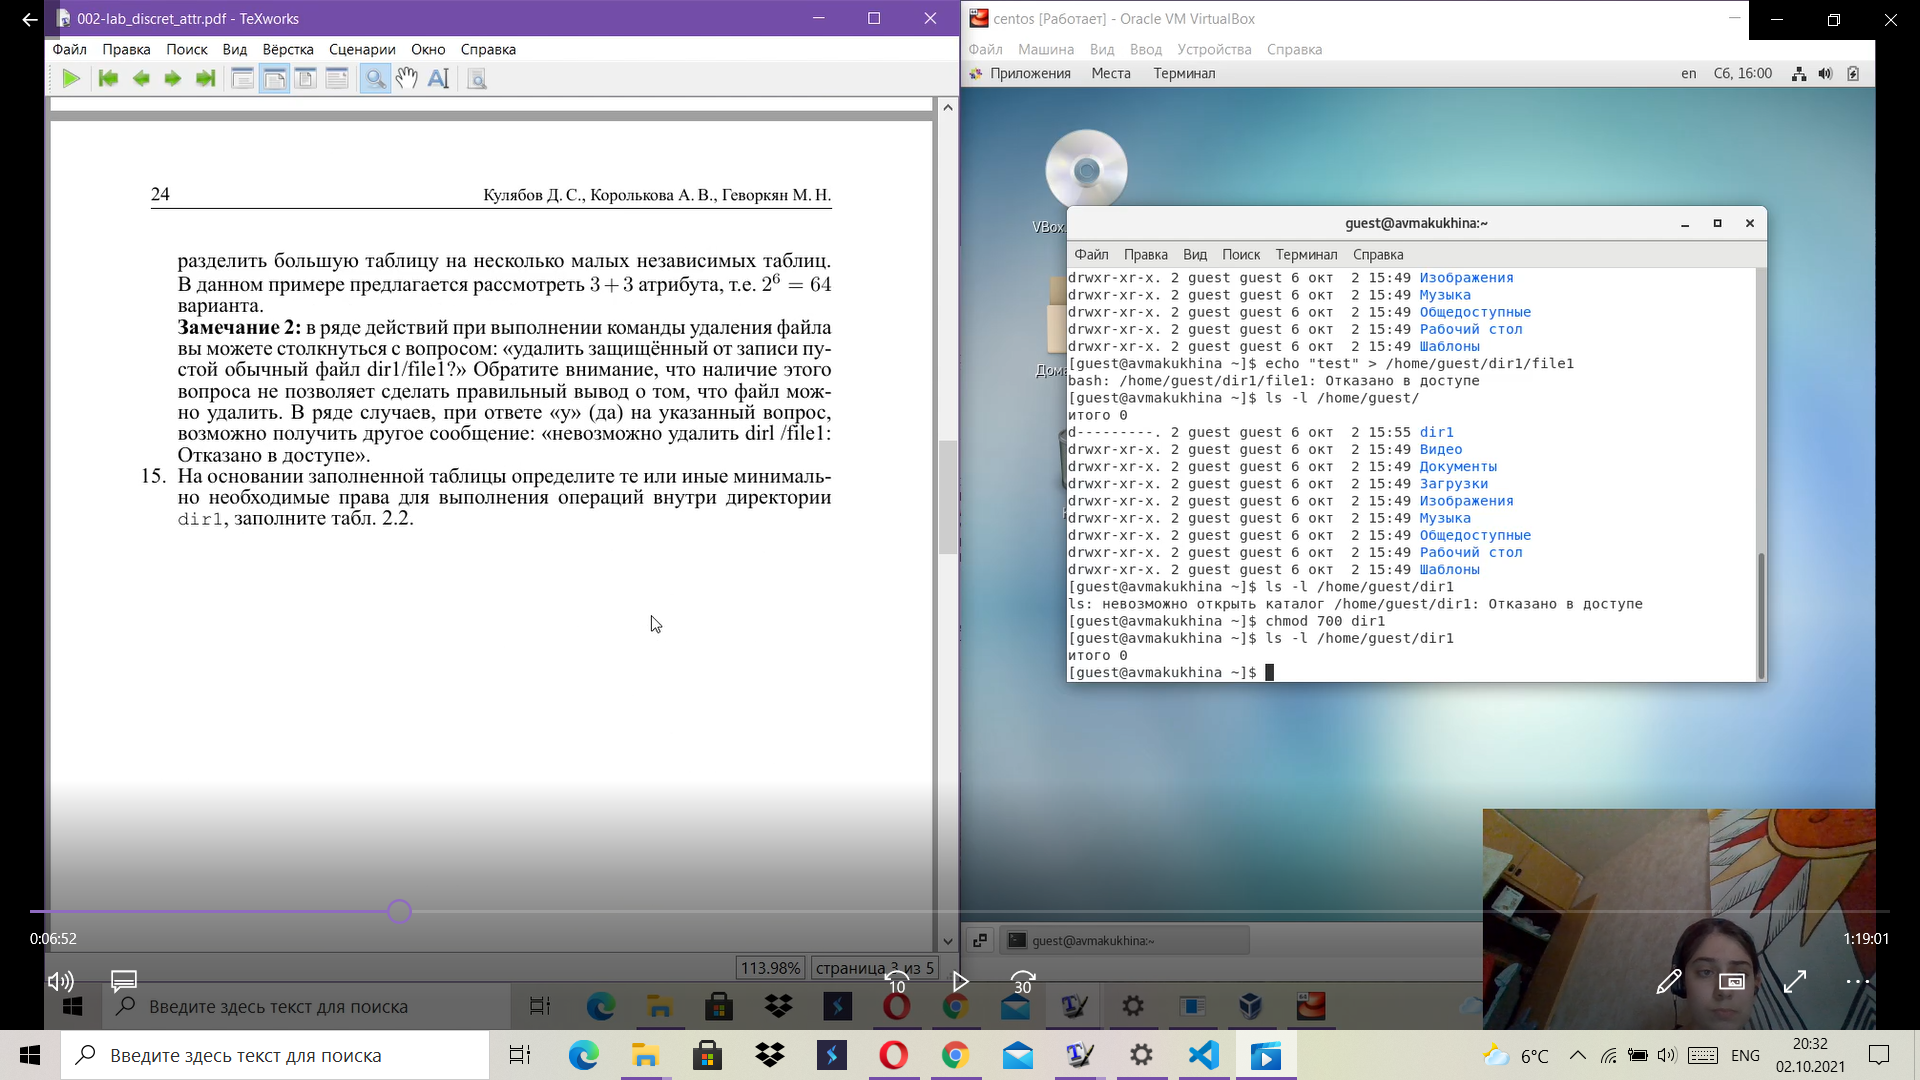 002-lab_discret_attr.pdf - TeXworks
Файл Правка Поиск Вид Вёрстка Сценарии Окно Справка
24 Кулябов Д. С., Королькова А. В., Геворкян М. Н.
разделить большую таблицу на несколько малых независимых таблиц.
В данном примере предлагается рассмотреть 3 + 3 атрибута, т.е. 2⁶ = 64
варианта.
Замечание 2: в ряде действий при выполнении команды удаления файла
вы можете столкнуться с вопросом: «удалить защищённый от записи пу-
стой обычный файл dir1/file1?» Обратите внимание, что наличие этого
вопроса не позволяет сделать правильный вывод о том, что файл мож-
но удалить. В ряде случаев, при ответе «y» (да) на указанный вопрос,
возможно получить другое сообщение: «невозможно удалить dirl /file1:
Отказано в доступе».
15. На основании заполненной таблицы определите те или иные минималь-
но необходимые права для выполнения операций внутри директории
dir1, заполните табл. 2.2.
113.98% страница 3 из 5
centos [Работает] - Oracle VM VirtualBox
Файл Машина Вид Ввод Устройства Справка
Приложения Места Терминал en Сб, 16:00
VBox
Дома
guest@avmakukhina:~
Файл Правка Вид Поиск Терминал Справка
drwxr-xr-x. 2 guest guest 6 окт 2 15:49 Изображения
drwxr-xr-x. 2 guest guest 6 окт 2 15:49 Музыка
drwxr-xr-x. 2 guest guest 6 окт 2 15:49 Общедоступные
drwxr-xr-x. 2 guest guest 6 окт 2 15:49 Рабочий стол
drwxr-xr-x. 2 guest guest 6 окт 2 15:49 Шаблоны
[guest@avmakukhina ~]$ echo "test" > /home/guest/dir1/file1
bash: /home/guest/dir1/file1: Отказано в доступе
[guest@avmakukhina ~]$ ls -l /home/guest/
итого 0
d---------. 2 guest guest 6 окт 2 15:55 dir1
drwxr-xr-x. 2 guest guest 6 окт 2 15:49 Видео
drwxr-xr-x. 2 guest guest 6 окт 2 15:49 Документы
drwxr-xr-x. 2 guest guest 6 окт 2 15:49 Загрузки
drwxr-xr-x. 2 guest guest 6 окт 2 15:49 Изображения
drwxr-xr-x. 2 guest guest 6 окт 2 15:49 Музыка
drwxr-xr-x. 2 guest guest 6 окт 2 15:49 Общедоступные
drwxr-xr-x. 2 guest guest 6 окт 2 15:49 Рабочий стол
drwxr-xr-x. 2 guest guest 6 окт 2 15:49 Шаблоны
[guest@avmakukhina ~]$ ls -l /home/guest/dir1
ls: невозможно открыть каталог /home/guest/dir1: Отказано в доступе
[guest@avmakukhina ~]$ chmod 700 dir1
[guest@avmakukhina ~]$ ls -l /home/guest/dir1
итого 0
[guest@avmakukhina ~]$
guest@avmakukhina:~
0:06:52 1:19:01
10 30
Введите здесь текст для поиска
Введите здесь текст для поиска
6°C ENG 20:32
02.10.2021